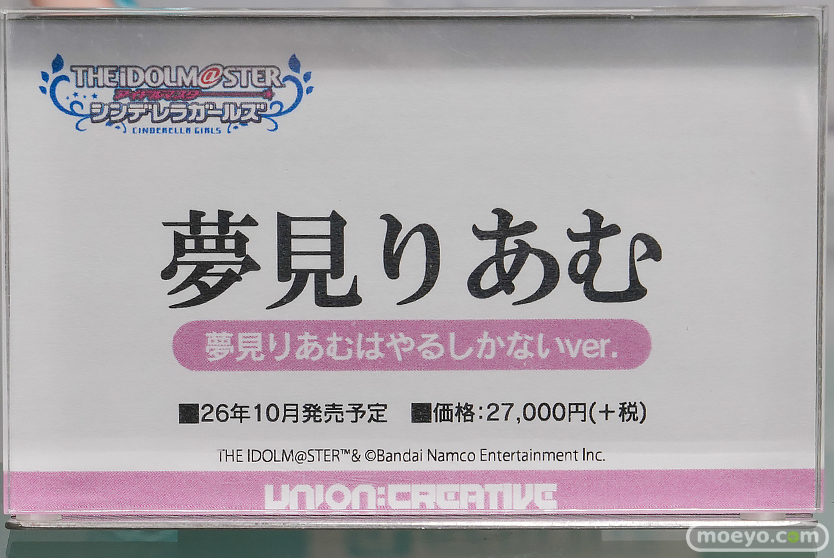 THE iDOLM@STER
アイドルマスター
シンデレラガールズ
CINDERELLA GIRLS
夢見りあむ
夢見りあむはやるしかないver.
■26年10月発売予定 ■価格:27,000円(+税)
THE IDOLM@STER™& ©Bandai Namco Entertainment Inc.
UNION:CREATIVE
moeyo.com